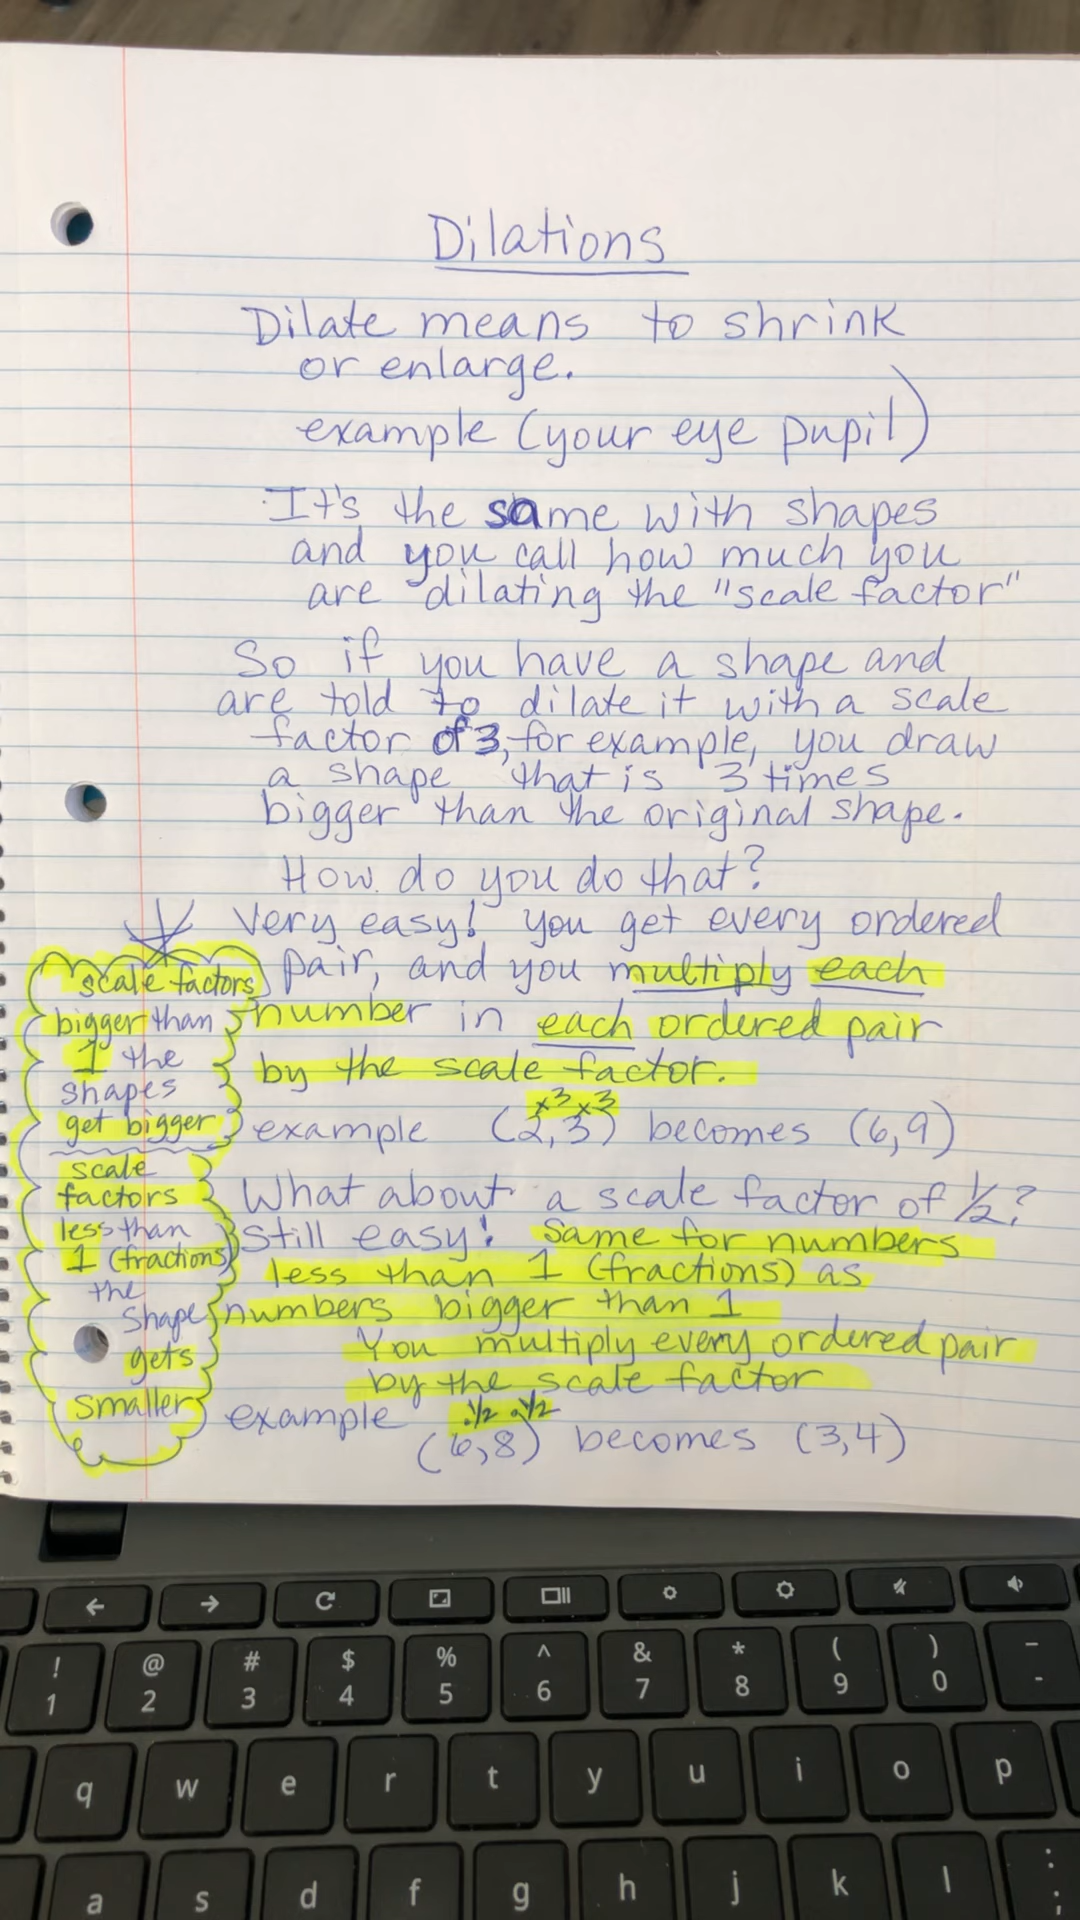 Dilations
Dilate means to shrink
or enlarge.
example (your eye pupil)
It's the same with shapes
and you call how much you
are dilating the "scale factor"
So if you have a shape and
are told to dilate it with a scale
factor of 3, for example, you draw
a shape that is 3 times
bigger than the original shape.
How do you do that?
Very easy! you get every ordered
pair, and you multiply each
number in each ordered pair
by the scale factor.
x3 x3
example (2,3) becomes (6,9)
What about a scale factor of 1/2?
Still easy! Same for numbers
less than 1 (fractions) as
numbers bigger than 1
You multiply every ordered pair
by the scale factor
.1/2 .1/2
example (6,8) becomes (3,4)
scale factors
bigger than
1 the
shapes
get bigger
scale
factors
less than
1 (fractions)
the
shape
gets
smaller
! @ # $ % ^ & * ( ) _
1 2 3 4 5 6 7 8 9 0 -
q w e r t y u i o p
a s d f g h j k l : ;